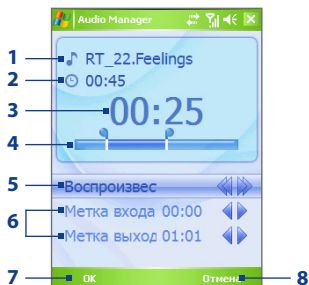 Audio Manager
1 RT_22.Feelings
2 00:45
3 00:25
4
5 Воспроизвес
6 Метка входа 00:00
Метка выход 01:01
7 OK Отмена 8